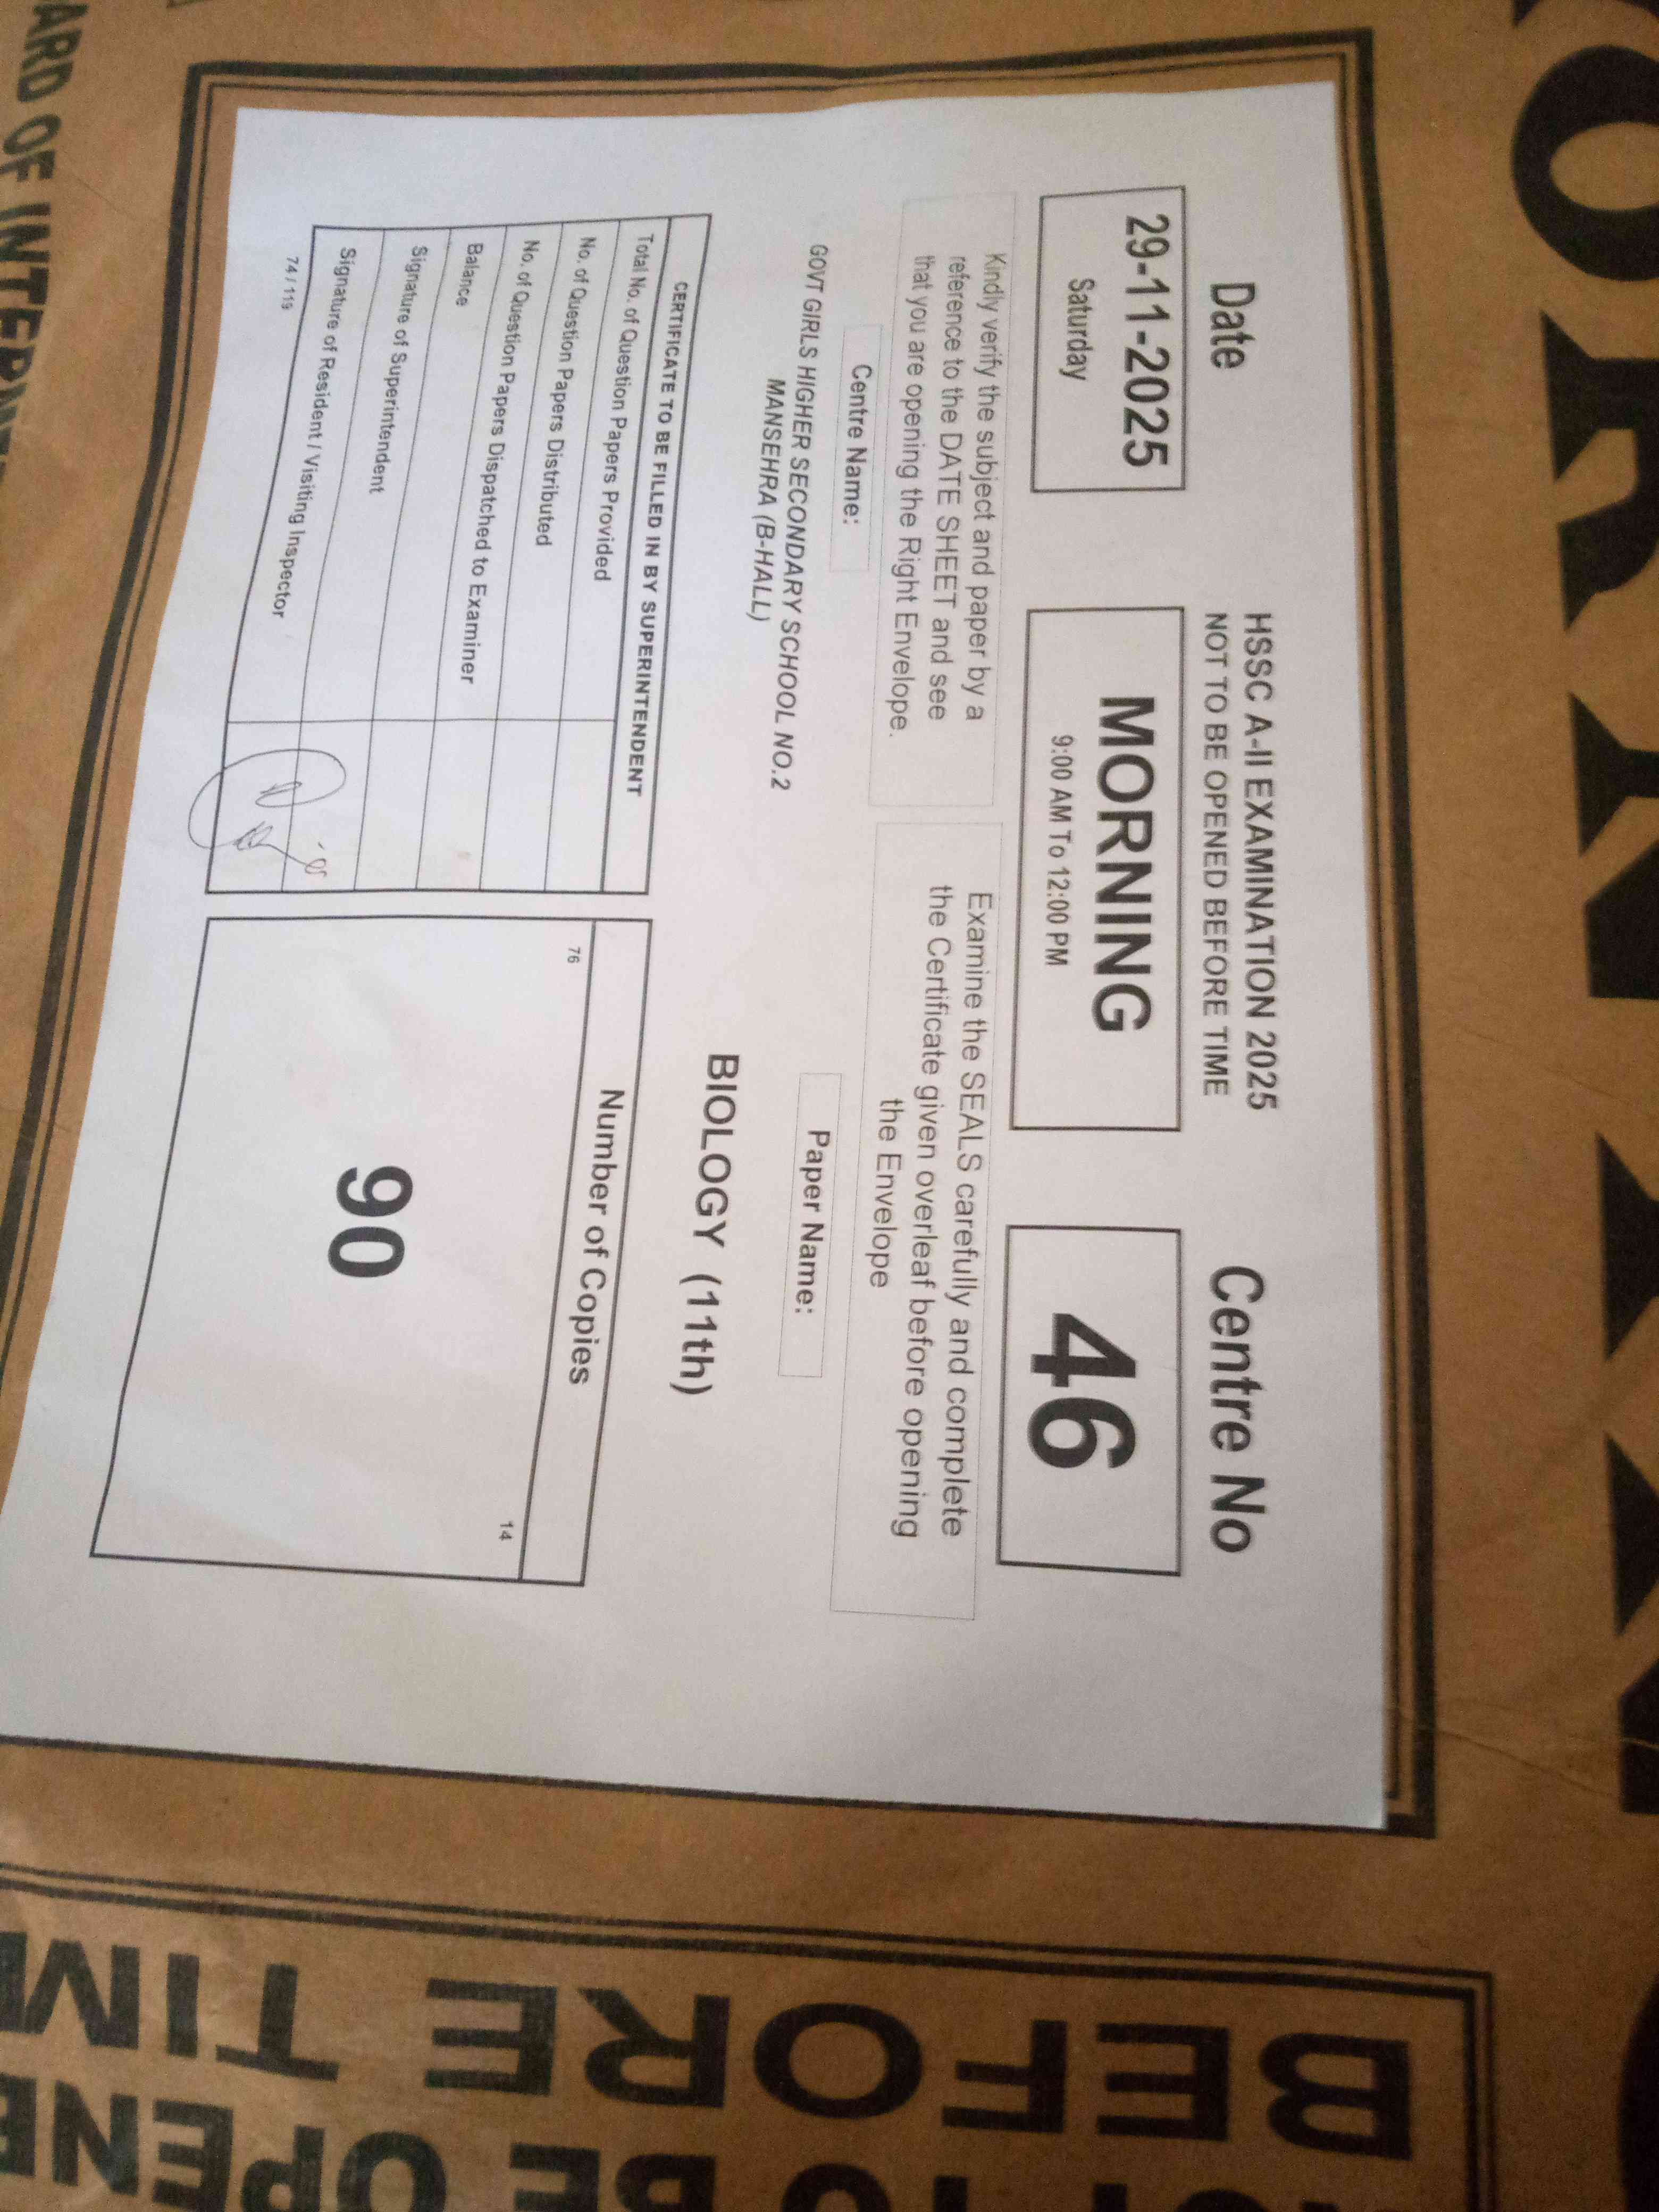 Date
HSSC A-II EXAMINATION 2025
NOT TO BE OPENED BEFORE TIME
Centre No
29-11-2025
Saturday
MORNING
9:00 AM To 12:00 PM
46
Kindly verify the subject and paper by a
reference to the DATE SHEET and see
that you are opening the Right Envelope.
Examine the SEALS carefully and complete
the Certificate given overleaf before opening
the Envelope
Centre Name:
GOVT GIRLS HIGHER SECONDARY SCHOOL NO.2
MANSEHRA (B-HALL)
Paper Name:
BIOLOGY (11th)
CERTIFICATE TO BE FILLED IN BY SUPERINTENDENT
Total No. of Question Papers Provided
No. of Question Papers Distributed
No. of Question Papers Dispatched to Examiner
Balance
Signature of Superintendent
Signature of Resident / Visiting Inspector
74 / 119
Number of Copies
76
14
90
ARD OF INTER
BEFORE TIM
TO BE OPENE